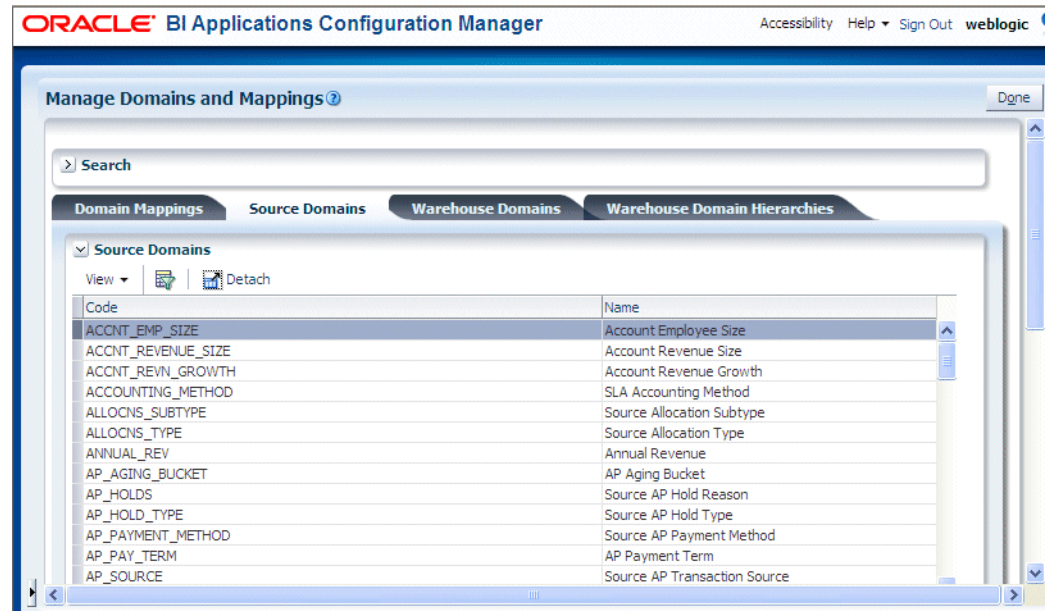 ORACLE BI Applications Configuration Manager Accessibility Help Sign Out weblogic
Manage Domains and Mappings ? Done
Search
Domain Mappings Source Domains Warehouse Domains Warehouse Domain Hierarchies
Source Domains
View Detach
Code Name
ACCNT_EMP_SIZE Account Employee Size
ACCNT_REVENUE_SIZE Account Revenue Size
ACCNT_REVN_GROWTH Account Revenue Growth
ACCOUNTING_METHOD SLA Accounting Method
ALLOCNS_SUBTYPE Source Allocation Subtype
ALLOCNS_TYPE Source Allocation Type
ANNUAL_REV Annual Revenue
AP_AGING_BUCKET AP Aging Bucket
AP_HOLDS Source AP Hold Reason
AP_HOLD_TYPE Source AP Hold Type
AP_PAYMENT_METHOD Source AP Payment Method
AP_PAY_TERM AP Payment Term
AP_SOURCE Source AP Transaction Source